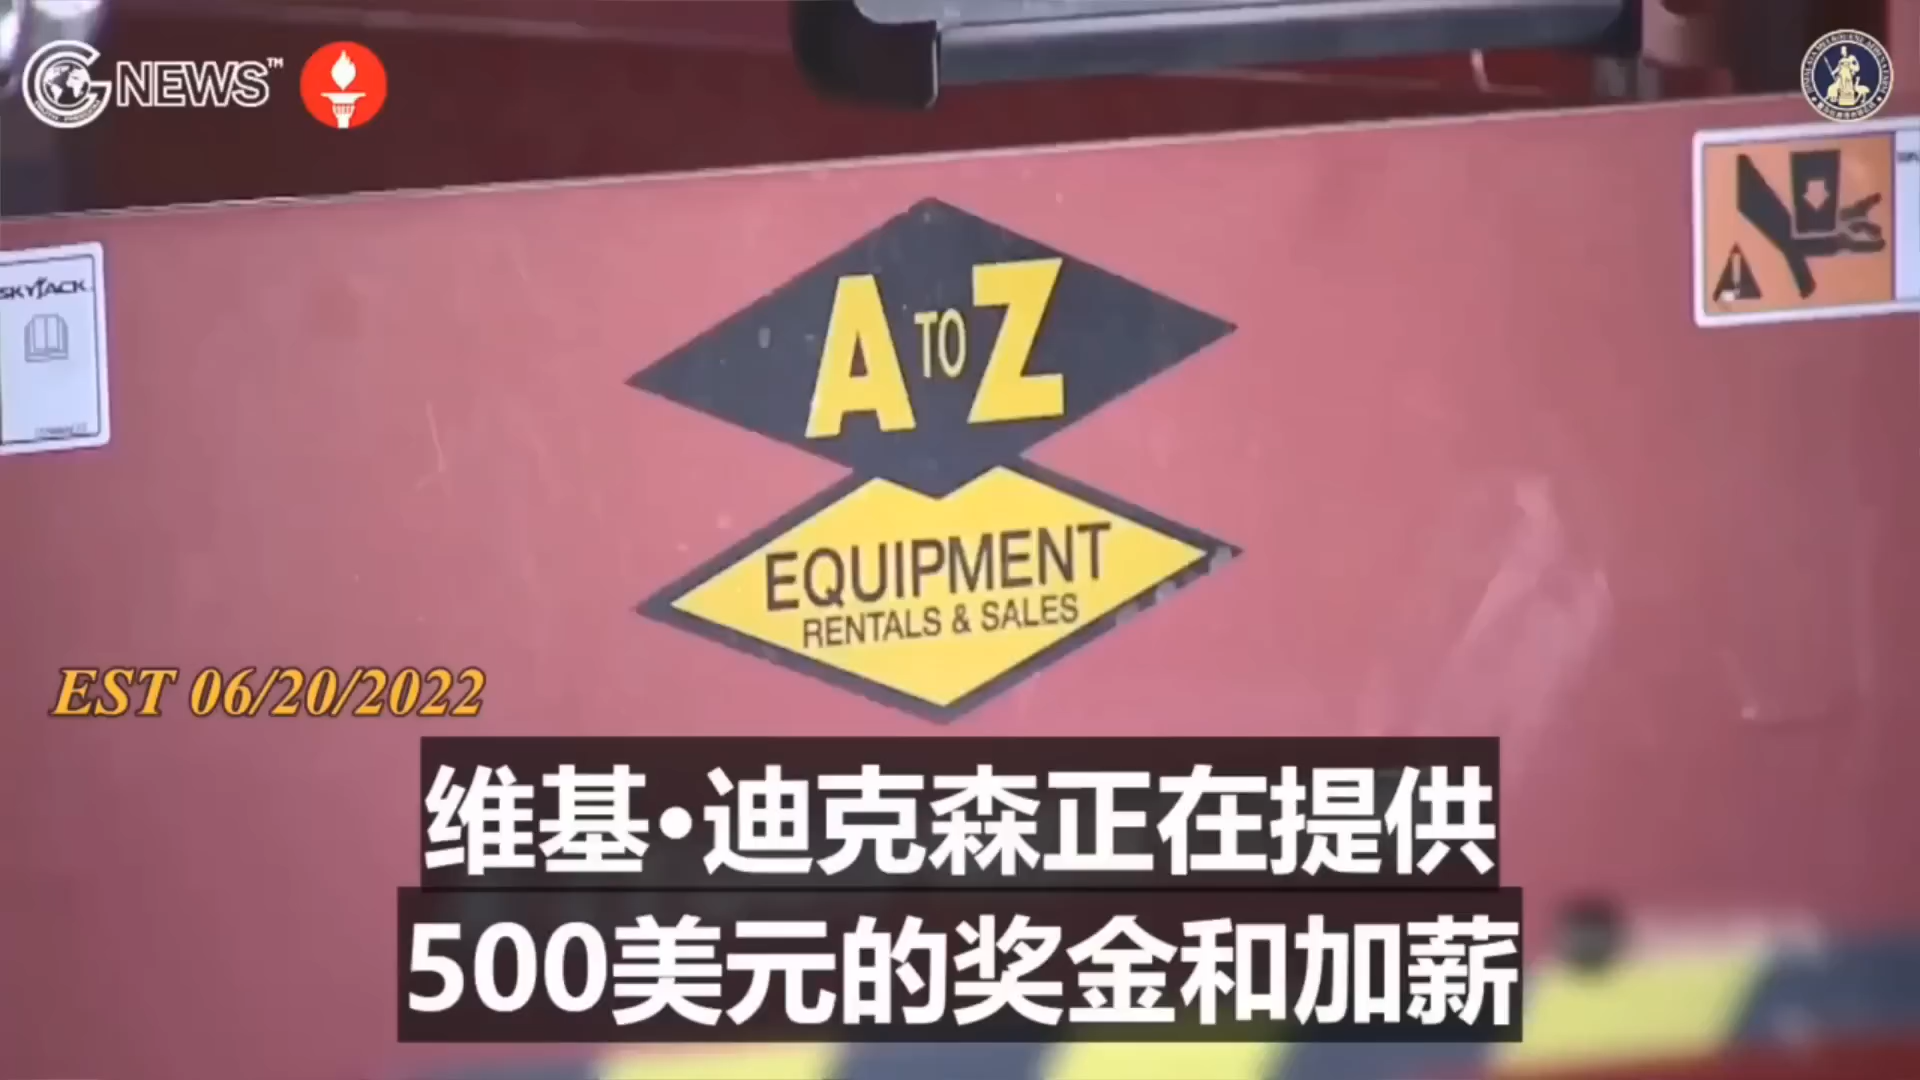 GNEWS™
SKYJACK
A TO Z
EQUIPMENT
RENTALS & SALES
EST 06/20/2022
维基·迪克森正在提供
500美元的奖金和加薪